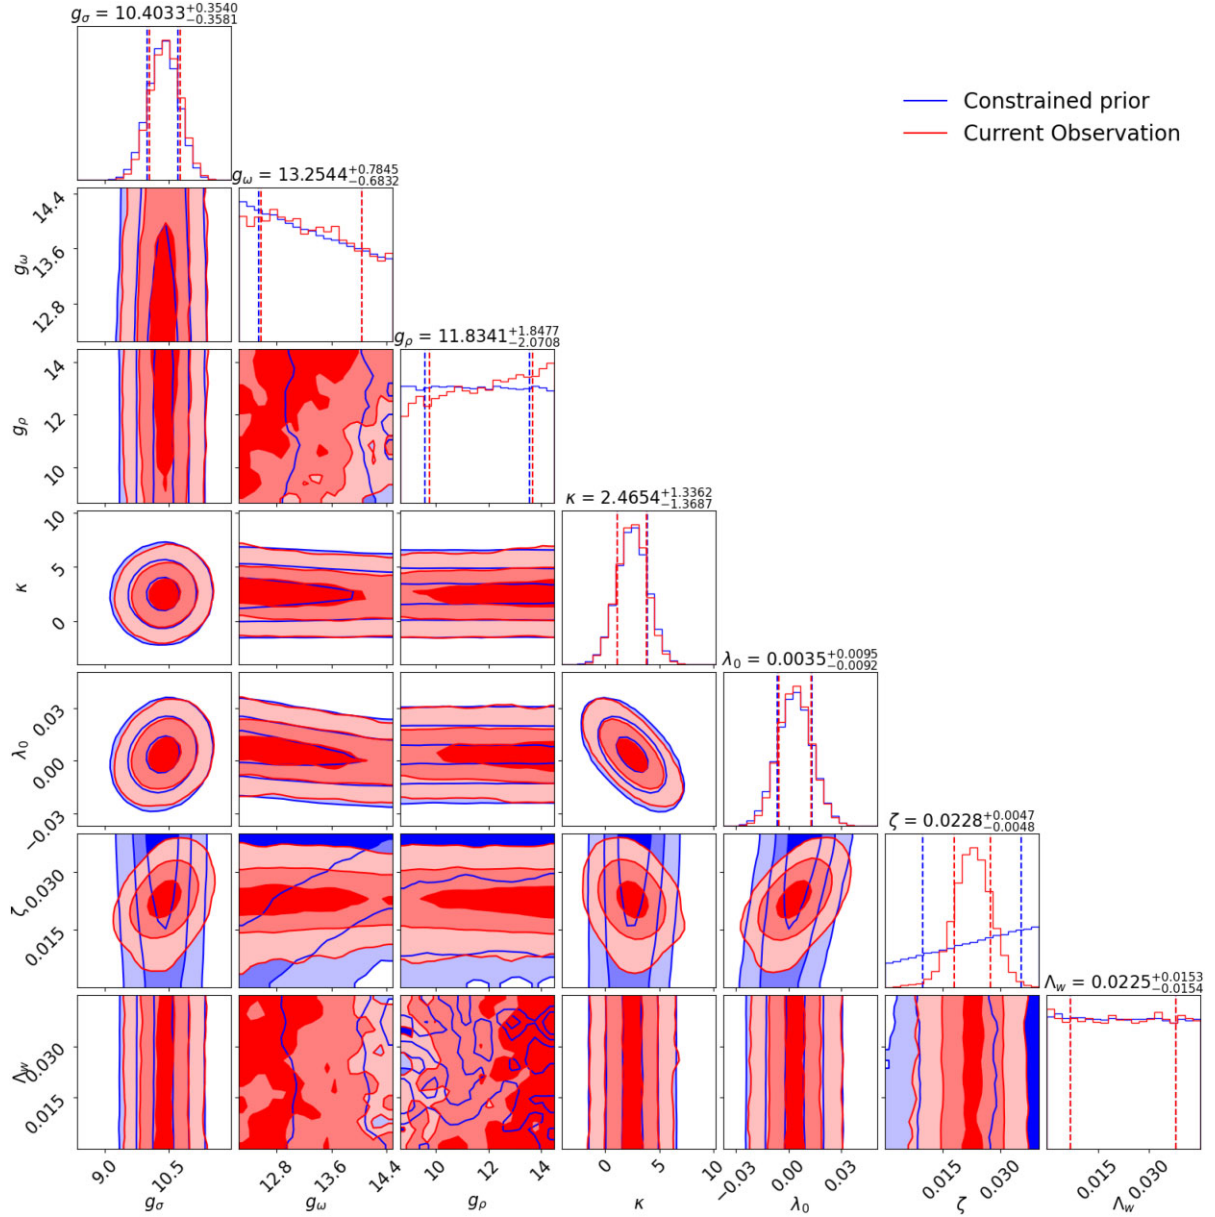 g_σ = 10.4033^{+0.3540}_{−0.3581}
Constrained prior
Current Observation
g_ω = 13.2544^{+0.7845}_{−0.6832}
14.4
13.6
12.8
g_ω
g_ρ = 11.8341^{+1.8477}_{−2.0708}
14
12
10
g_ρ
κ = 2.4654^{+1.3362}_{−1.3687}
10
5
0
κ
λ_0 = 0.0035^{+0.0095}_{−0.0092}
0.03
0.00
−0.03
λ_0
ζ = 0.0228^{+0.0047}_{−0.0048}
0.030
0.015
ζ
Λ_w = 0.0225^{+0.0153}_{−0.0154}
0.030
0.015
Λ_w
9.0 10.5 12.8 13.6 14.4 10 12 14 0 5 10 −0.03 0.00 0.03 0.015 0.030 0.015 0.030
g_σ g_ω g_ρ κ λ_0 ζ Λ_w